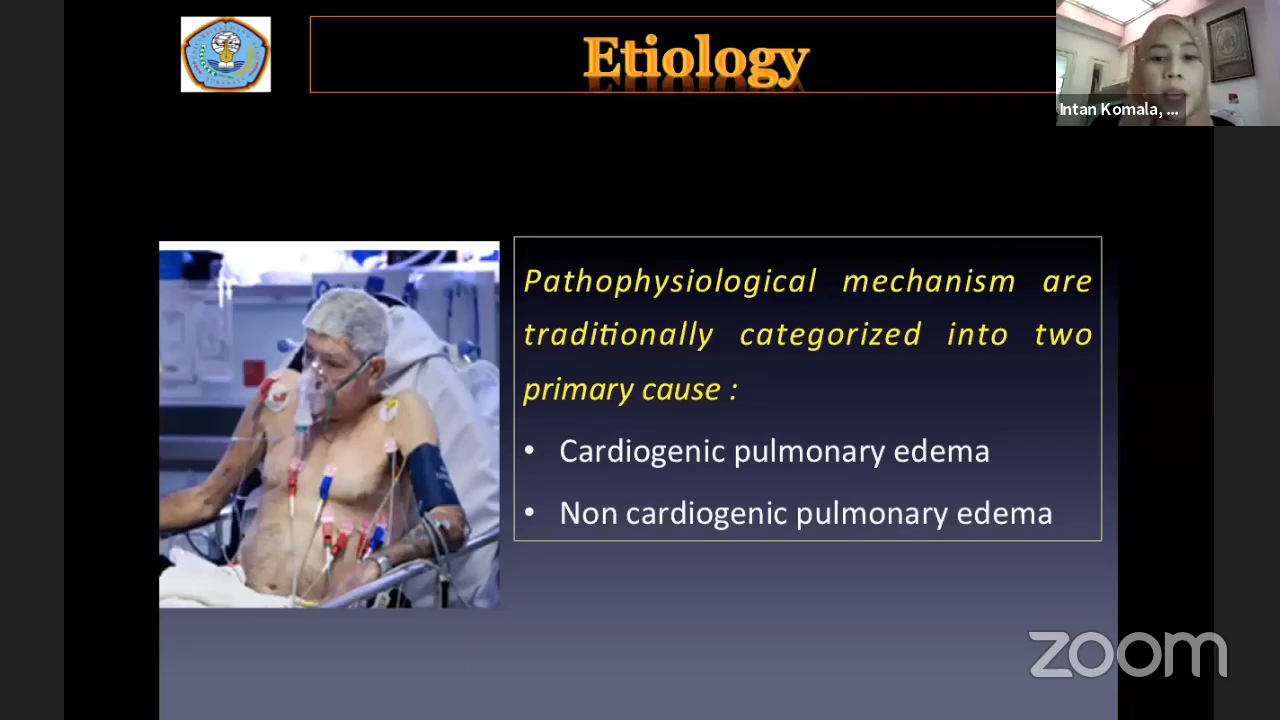 Etiology
Intan Komala, ...
Pathophysiological mechanism are
traditionally categorized into two
primary cause :
• Cardiogenic pulmonary edema
• Non cardiogenic pulmonary edema
zoom